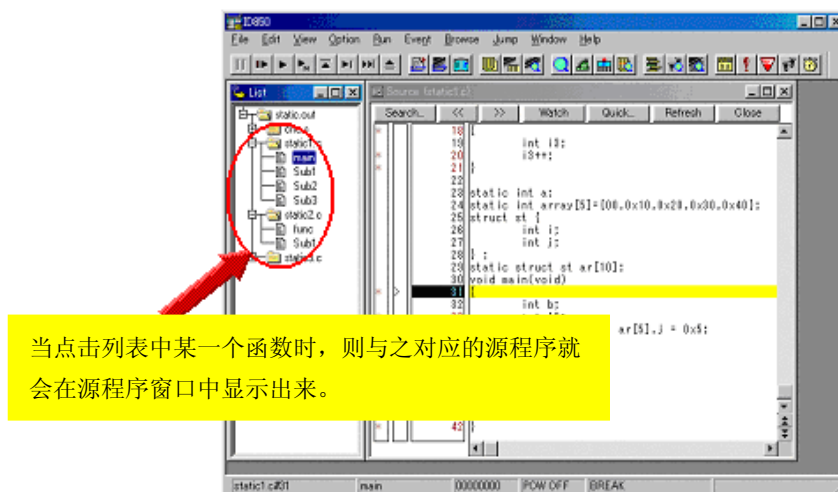 ID850
File Edit View Option Run Event Browse Jump Window Help
List
Source (static1.c)
Search... << >> Watch Quick... Refresh Close
static.out
static1.c
main
Sub1
Sub2
Sub3
static2.c
func
Sub1
static3.c
18 {
19 int i3;
20 i3++;
21 }
22
23 static int a;
24 static int array[5]={00,0x10,0x20,0x30,0x40};
25 struct st {
26 int i;
27 int j;
28 } ;
29 static struct st ar[10];
30 void main(void)
31 {
32 int b;
ar[5].j = 0x5;
42 }
当点击列表中某一个函数时，则与之对应的源程序就
会在源程序窗口中显示出来。
static1.c#31 main 00000000 POW OFF BREAK